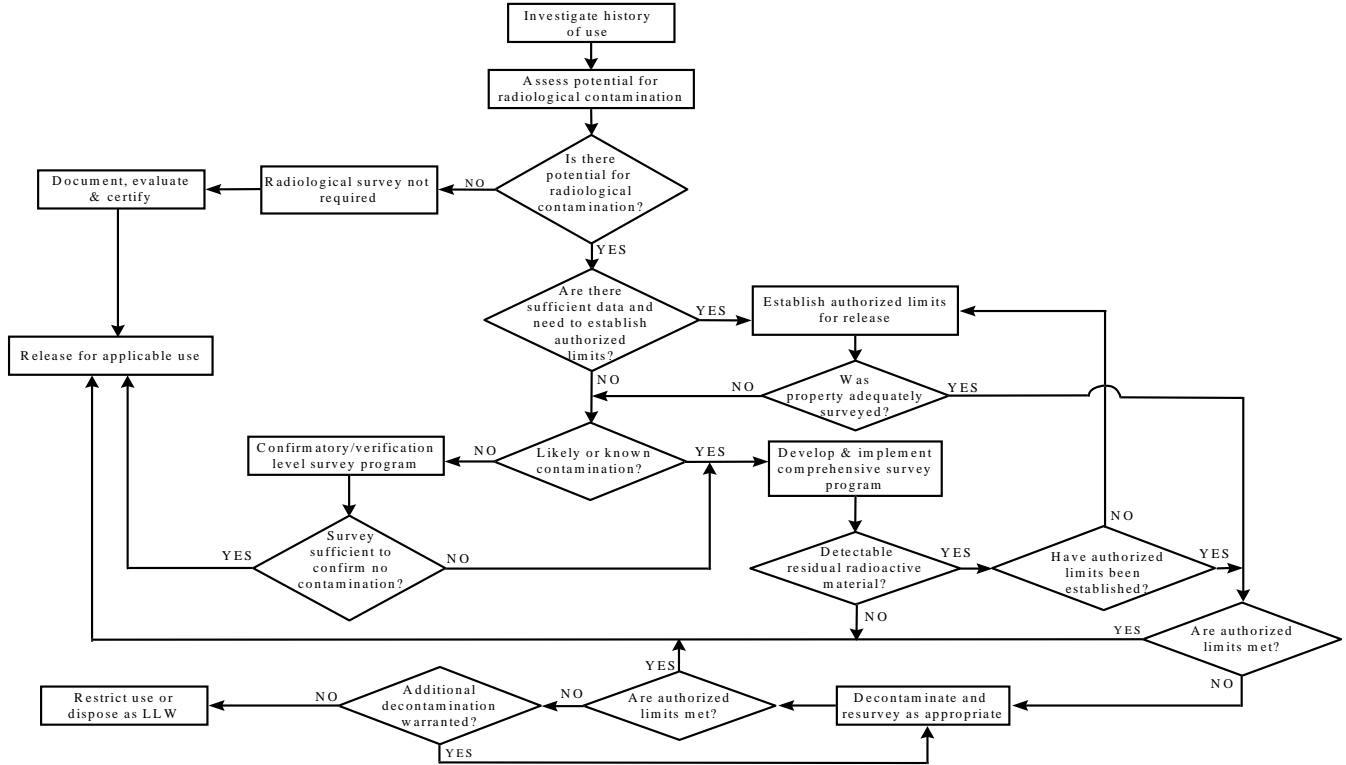 Investigate history
of use
Assess potential for
radiological contamination
Is there
potential for
radiological
contamination?
NO
Radiological survey not
required
Document, evaluate
& certify
YES
Are there
sufficient data and
need to establish
authorized
limits?
YES
Establish authorized limits
for release
Release for applicable use
NO
Was
property adequately
surveyed?
NO
YES
Likely or known
contamination?
NO
YES
Confirmatory/verification
level survey program
Develop & implement
comprehensive survey
program
Survey
sufficient to
confirm no
contamination?
YES
NO
Detectable
residual radioactive
material?
YES
NO
Have authorized
limits been
established?
NO
YES
Are authorized
limits met?
YES
NO
Decontaminate and
resurvey as appropriate
Are authorized
limits met?
YES
NO
Additional
decontamination
warranted?
NO
YES
Restrict use or
dispose as LLW